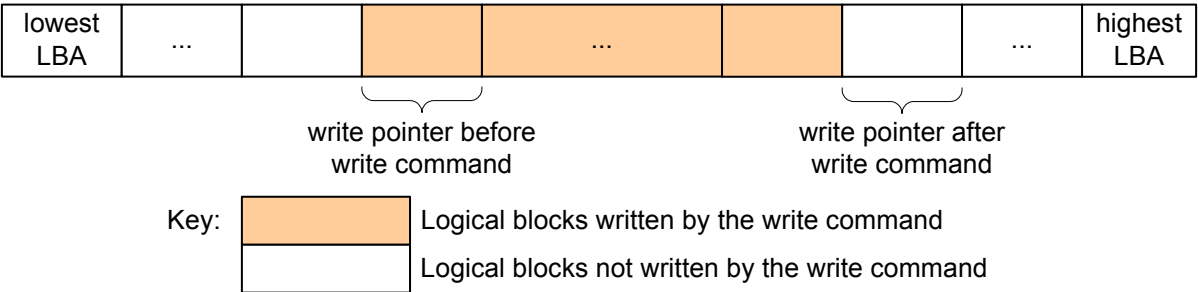 lowest
LBA
...
...
...
highest
LBA
write pointer before
write command
write pointer after
write command
Key:
Logical blocks written by the write command
Logical blocks not written by the write command